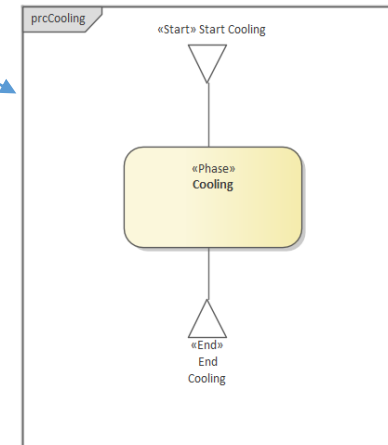 prcCooling
«Start» Start Cooling
«Phase»
Cooling
«End»
End
Cooling